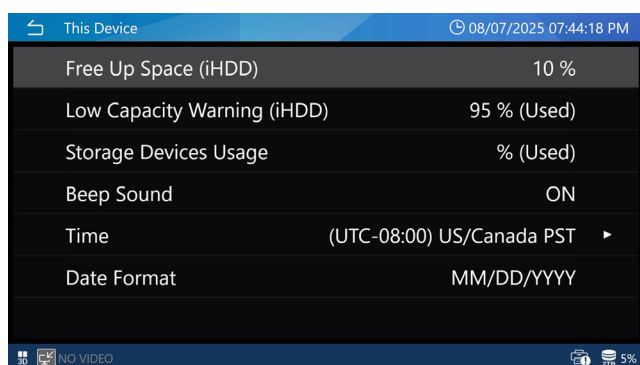 This Device 08/07/2025 07:44:18 PM
Free Up Space (iHDD) 10 %
Low Capacity Warning (iHDD) 95 % (Used)
Storage Devices Usage % (Used)
Beep Sound ON
Time (UTC-08:00) US/Canada PST
Date Format MM/DD/YYYY
3D NO VIDEO 2TB 5%